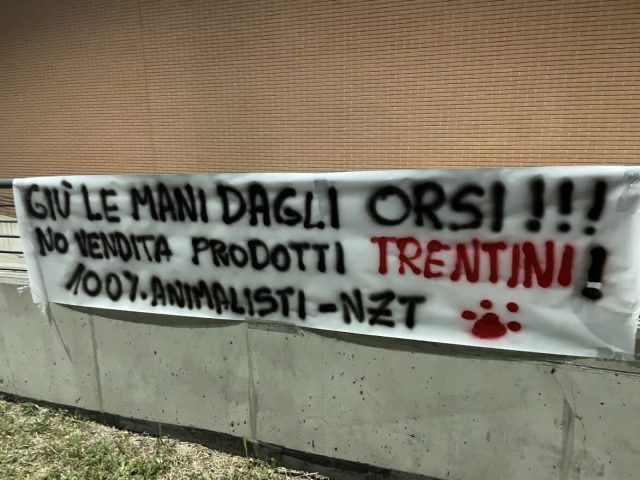 GIÙ LE MANI DAGLI ORSI!!!
NO VENDITA PRODOTTI TRENTINI!
100%.ANIMALISTI-NZT